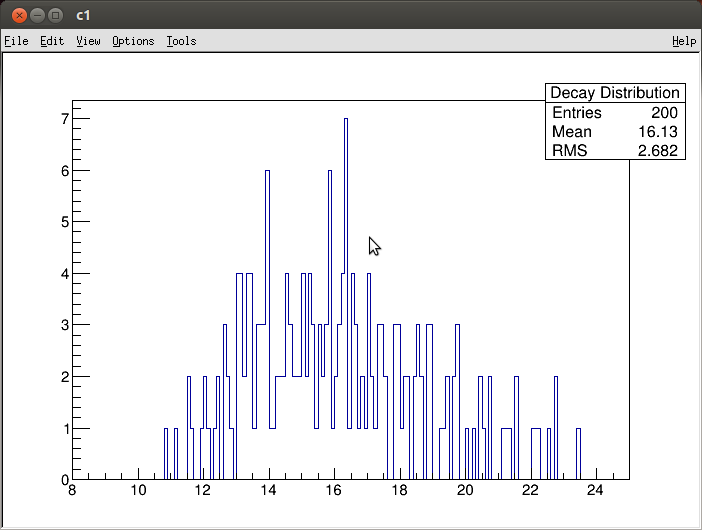 c1
File Edit View Options Tools Help
Decay Distribution
Entries 200
Mean 16.13
RMS 2.682
7
6
5
4
3
2
1
0
8 10 12 14 16 18 20 22 24